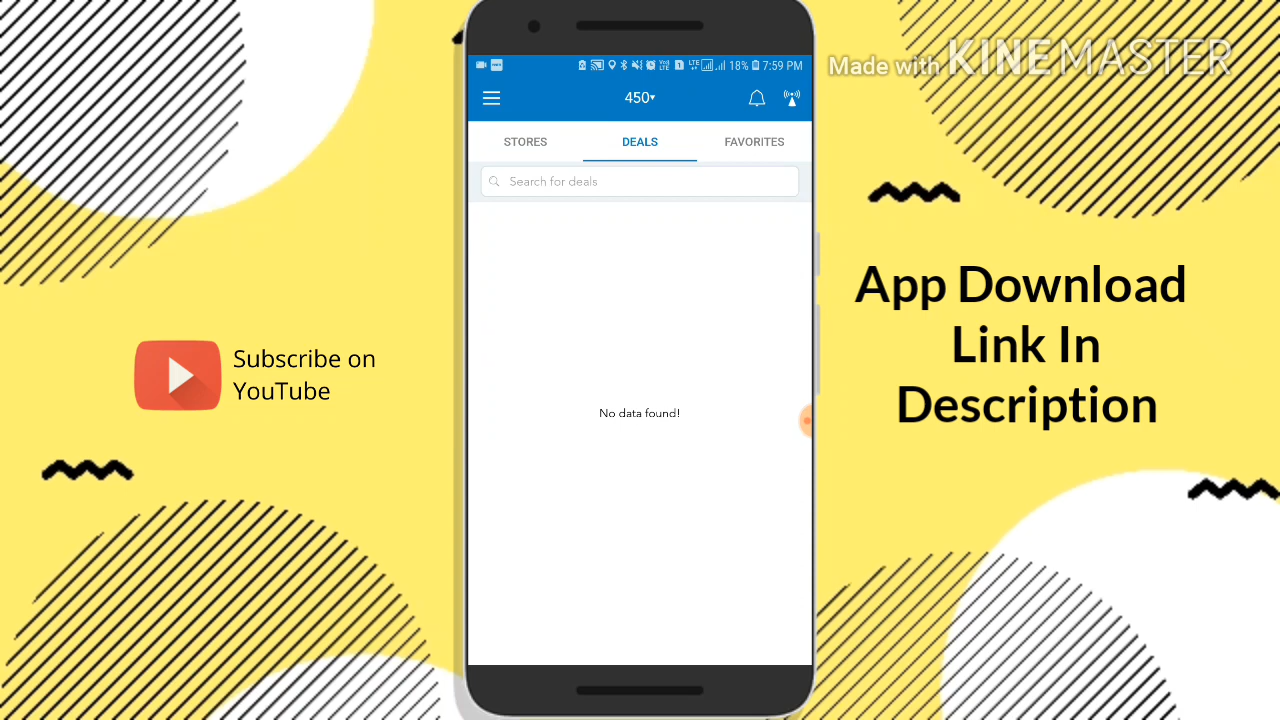 Made with KINEMASTER
18% 7:59 PM
450
STORES DEALS FAVORITES
Search for deals
No data found!
Subscribe on
YouTube
App Download
Link In
Description